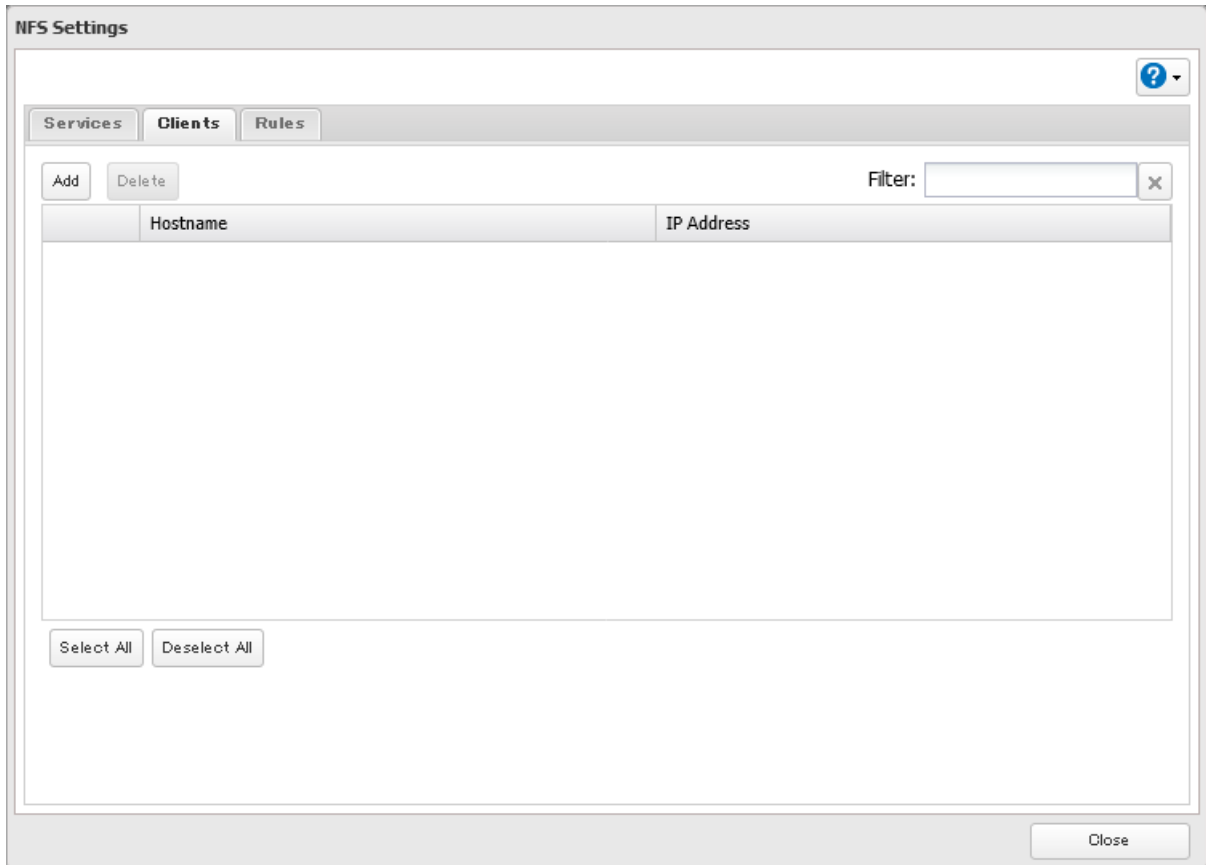 NFS Settings
?
Services Clients Rules
Add Delete Filter: ×
Hostname IP Address
Select All Deselect All
Close